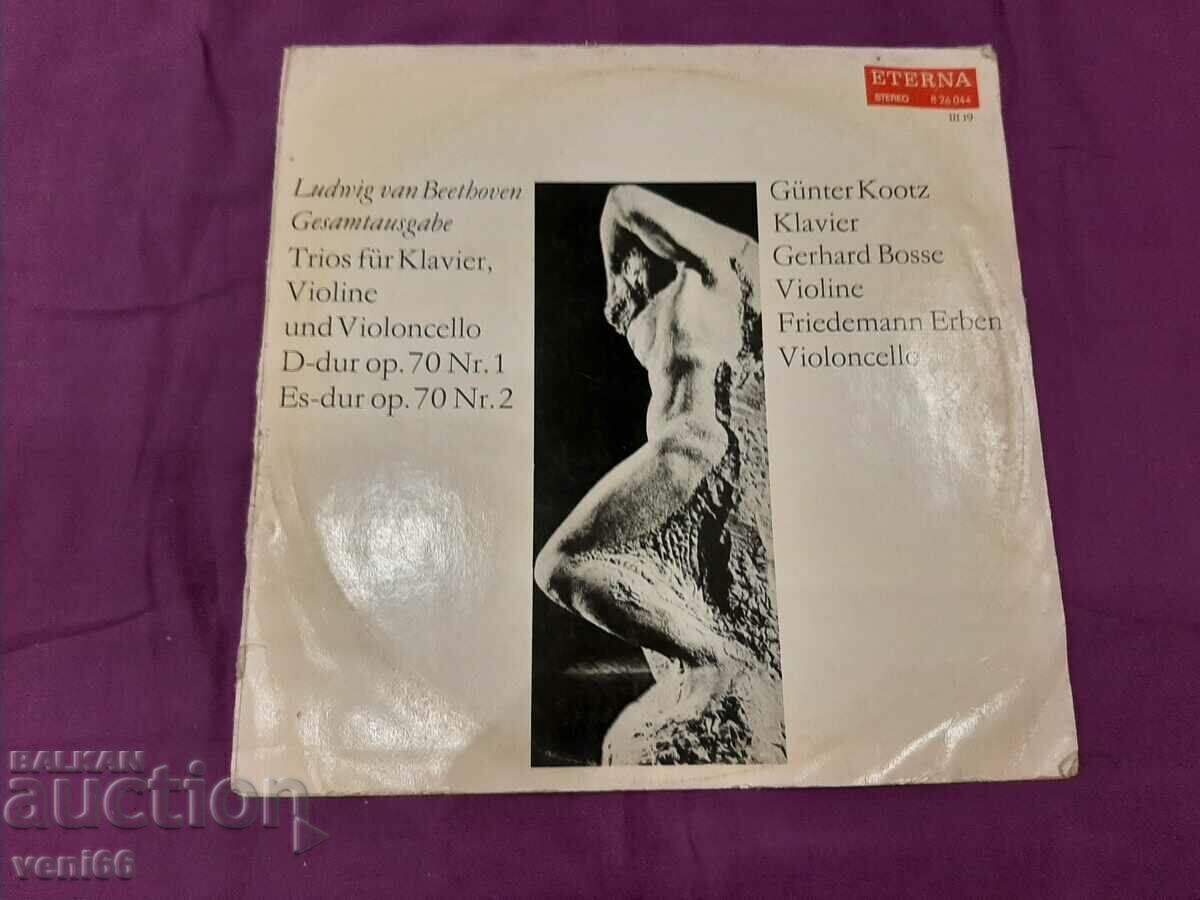 ETERNA
STEREO 8 26 044
III 19
Ludwig van Beethoven
Gesamtausgabe
Trios für Klavier,
Violine
und Violoncello
D-dur op. 70 Nr. 1
Es-dur op. 70 Nr. 2
Günter Kootz
Klavier
Gerhard Bosse
Violine
Friedemann Erben
Violoncello
BALKAN
auction
veni66